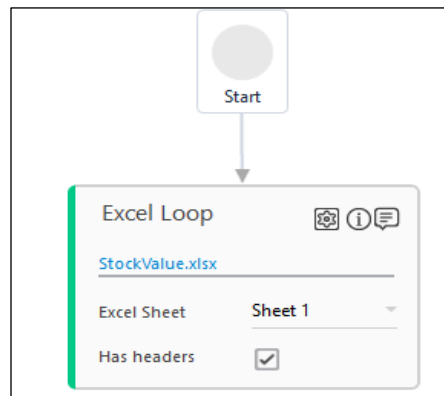 Start
Excel Loop
StockValue.xlsx
Excel Sheet Sheet 1
Has headers